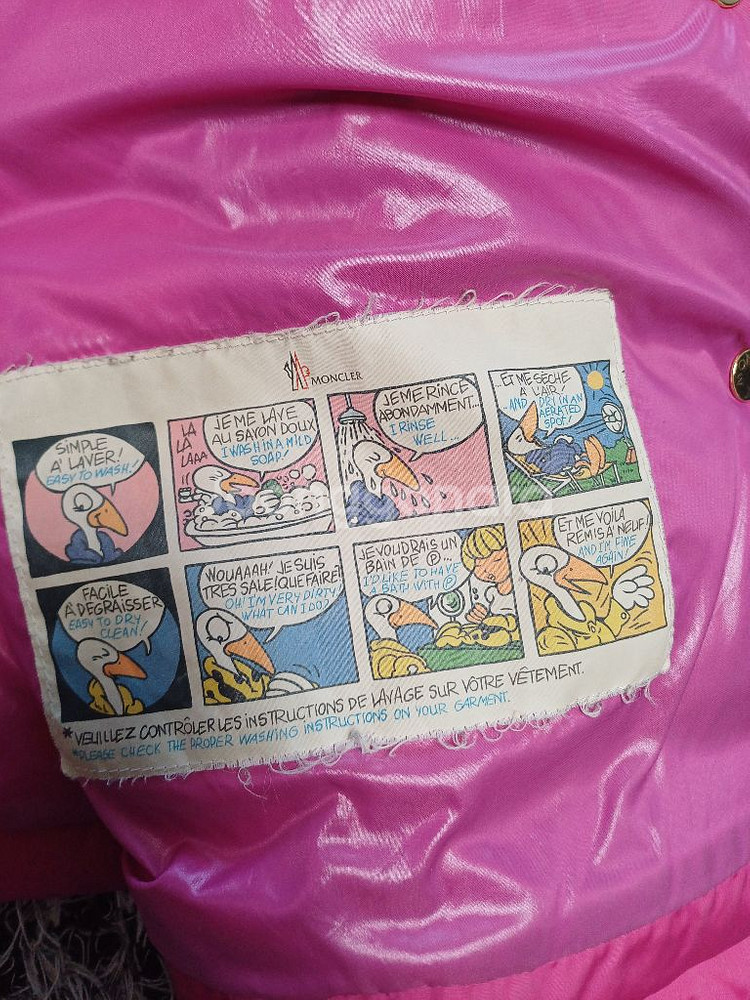 MONCLER
SIMPLE
A' LAVER!
EASY TO WASH!
LA
LA
LAAA
JE ME LAVE
AU SAVON DOUX
I WASH IN A MILD
SOAP!
JE ME RINCE
ABONDAMMENT...
I RINSE
WELL...
...ET ME SÈCHE
A' L'AIR!
...AND DRY IN AN
AERATED
SPOT!
FACILE
A' DEGRAISSER
EASY TO DRY
CLEAN!
WOUAAAH! JE SUIS
TRES SALE! QUE FAIRE?
OH! I'M VERY DIRTY
WHAT CAN I DO?
JE VOUDRAIS UN
BAIN DE Ⓟ...
I'D LIKE TO HAVE
A BATH WITH Ⓟ
ET ME VOILA
REMIS A' NEUF!
AND I'M FINE
AGAIN!
*VEUILLEZ CONTRÔLER LES INSTRUCTIONS DE LAVAGE SUR VÔTRE VÊTEMENT.
*PLEASE CHECK THE PROPER WASHING INSTRUCTIONS ON YOUR GARMENT.